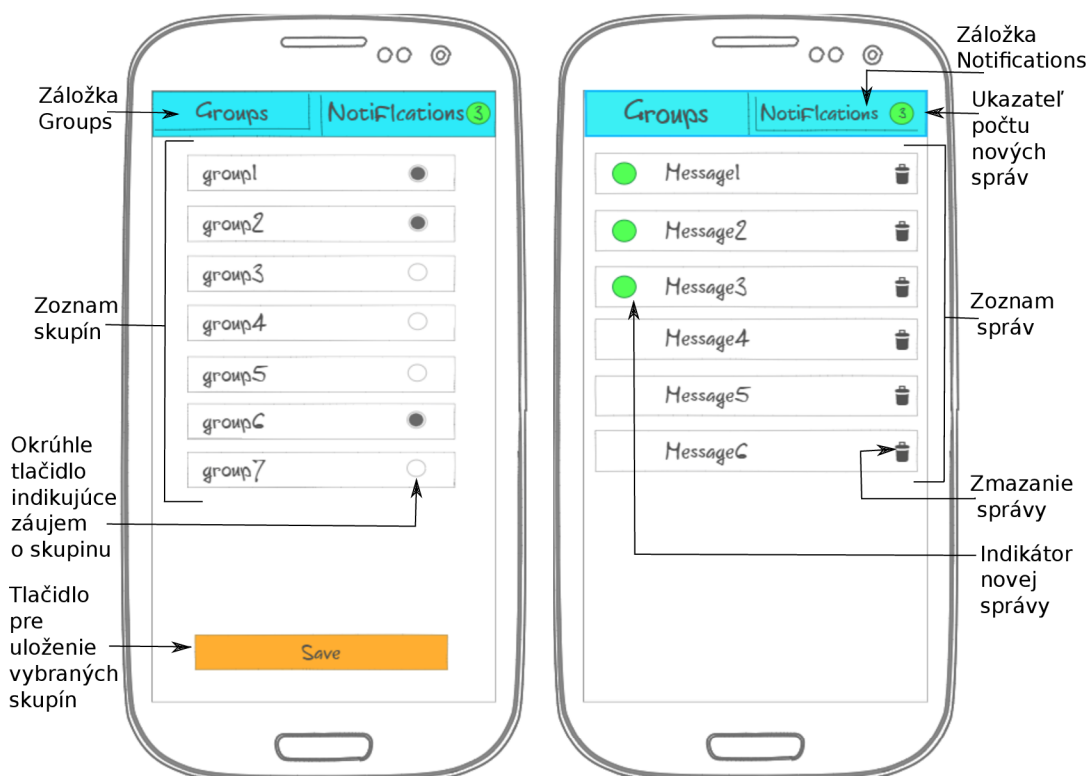 Záložka
Groups
Zoznam
skupín
Okrúhle
tlačidlo
indikujúce
záujem
o skupinu
Tlačidlo
pre
uloženie
vybraných
skupín
Groups
NotiFIcations 3
group1
group2
group3
group4
group5
group6
group7
Save
Groups
NotiFIcations 3
Message1
Message2
Message3
Message4
Message5
Message6
Záložka
Notifications
Ukazateľ
počtu
nových
správ
Zoznam
správ
Zmazanie
správy
Indikátor
novej
správy